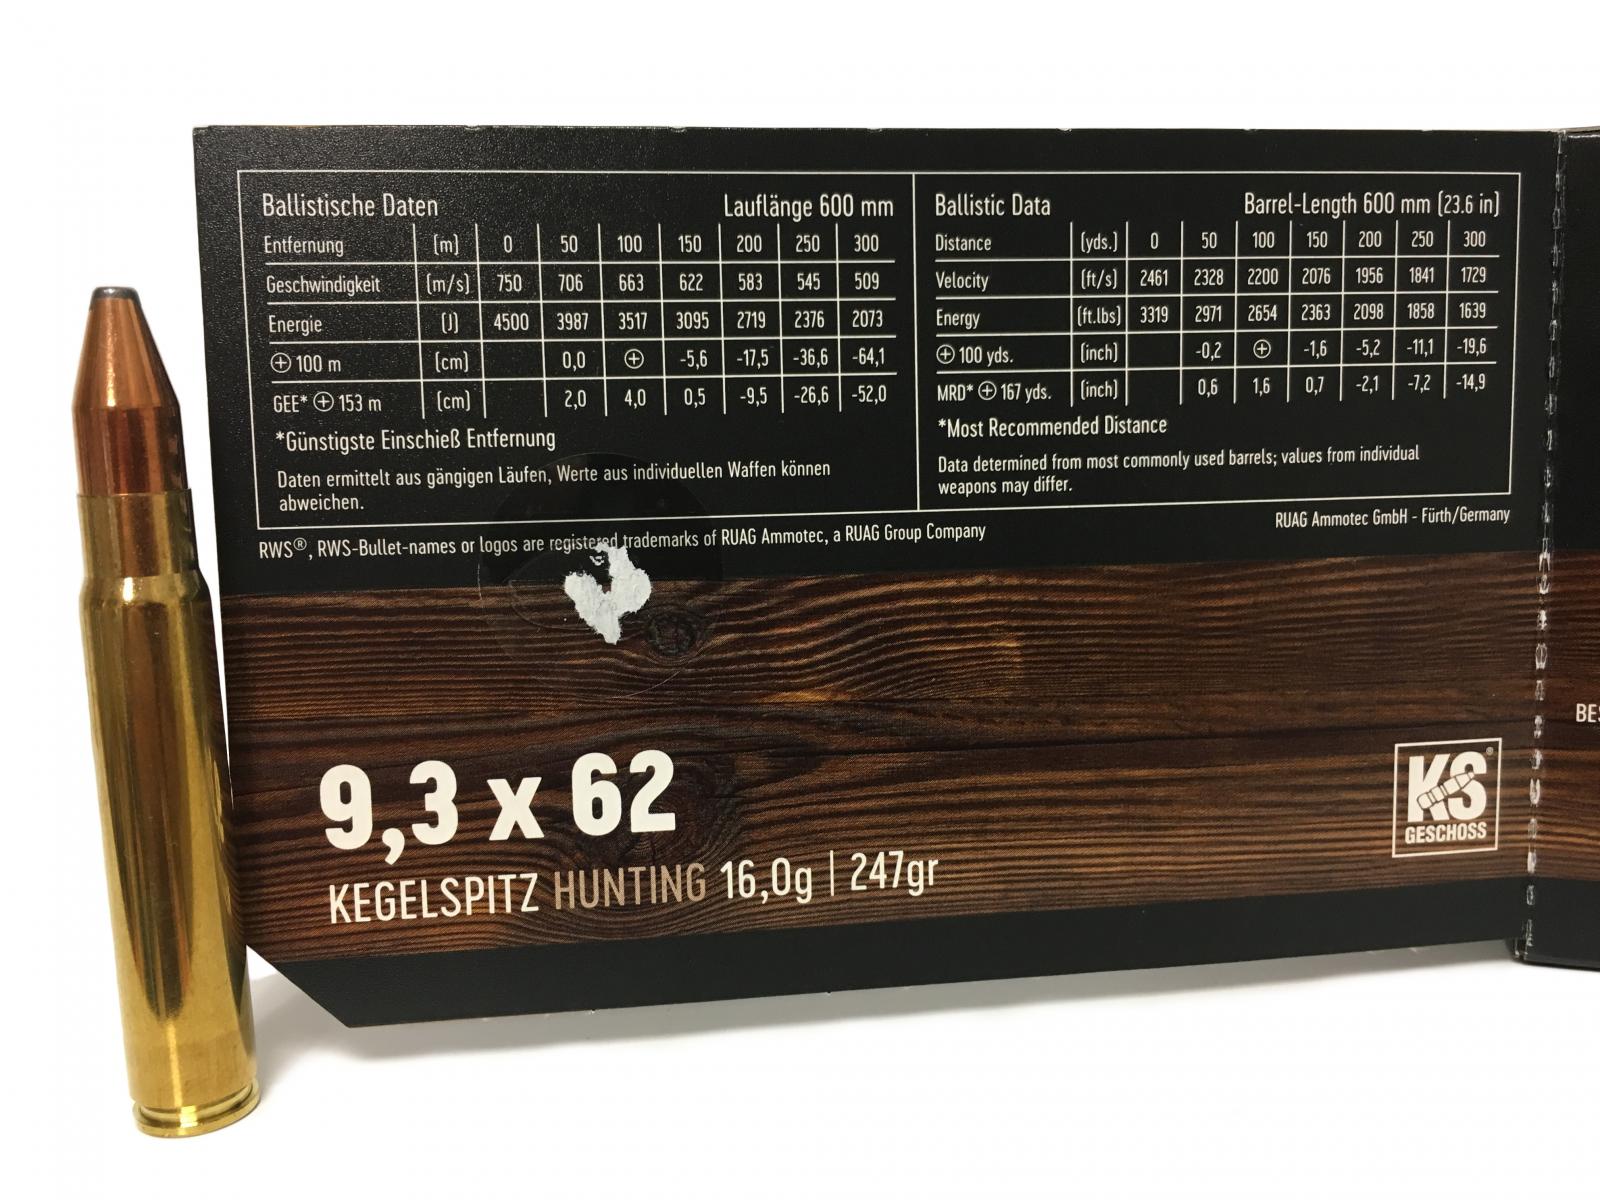 Ballistische Daten Lauflänge 600 mm
Entfernung [m] 0 50 100 150 200 250 300
Geschwindigkeit [m/s] 750 706 663 622 583 545 509
Energie [J] 4500 3987 3517 3095 2719 2376 2073
⊕ 100 m [cm] 0,0 ⊕ -5,6 -17,5 -36,6 -64,1
GEE* ⊕ 153 m [cm] 2,0 4,0 0,5 -9,5 -26,6 -52,0
*Günstigste Einschieß Entfernung
Daten ermittelt aus gängigen Läufen, Werte aus individuellen Waffen können
abweichen.
Ballistic Data Barrel-Length 600 mm (23.6 in)
Distance [yds.] 0 50 100 150 200 250 300
Velocity [ft/s] 2461 2328 2200 2076 1956 1841 1729
Energy [ft.lbs] 3319 2971 2654 2363 2098 1858 1639
⊕ 100 yds. [inch] -0,2 ⊕ -1,6 -5,2 -11,1 -19,6
MRD* ⊕ 167 yds. [inch] 0,6 1,6 0,7 -2,1 -7,2 -14,9
*Most Recommended Distance
Data determined from most commonly used barrels; values from individual
weapons may differ.
RWS®, RWS-Bullet-names or logos are registered trademarks of RUAG Ammotec, a RUAG Group Company
RUAG Ammotec GmbH - Fürth/Germany
9,3 x 62
KEGELSPITZ HUNTING 16,0g | 247gr
KS®
GESCHOSS